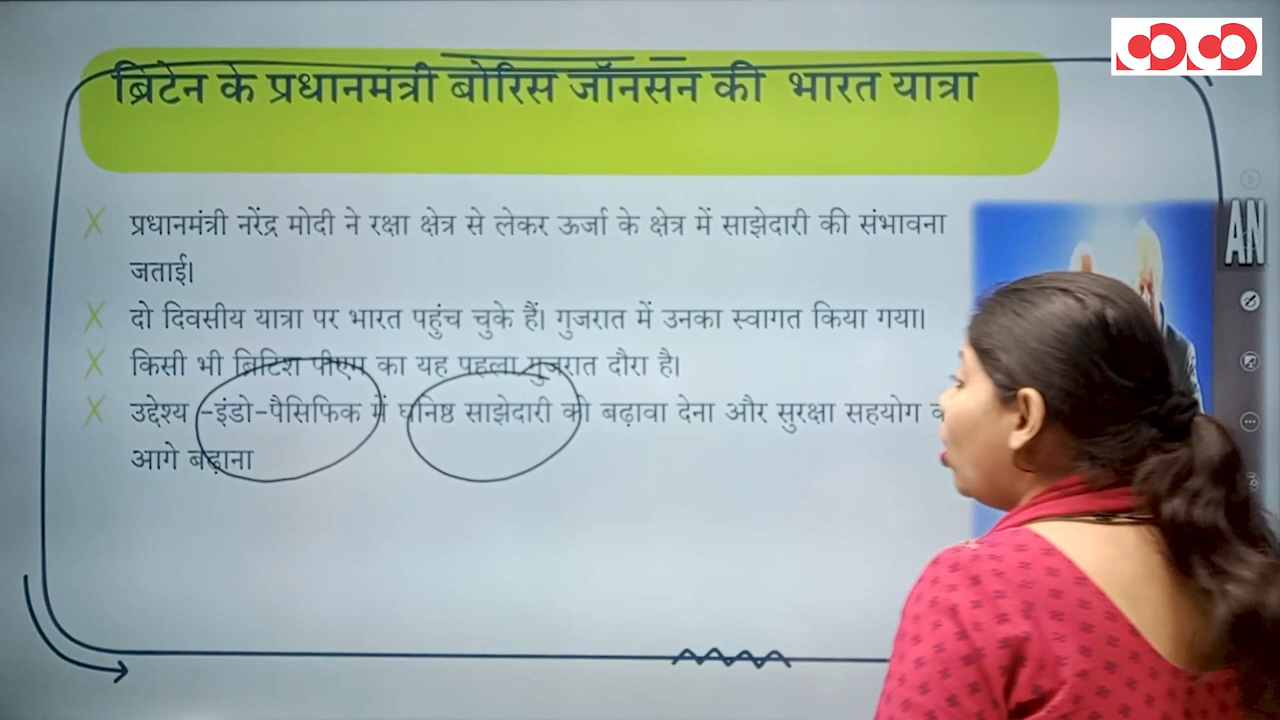 ब्रिटेन के प्रधानमंत्री बोरिस जॉनसन की भारत यात्रा
प्रधानमंत्री नरेंद्र मोदी ने रक्षा क्षेत्र से लेकर ऊर्जा के क्षेत्र में साझेदारी की संभावना
जताई।
दो दिवसीय यात्रा पर भारत पहुंच चुके हैं। गुजरात में उनका स्वागत किया गया।
किसी भी ब्रिटिश पीएम का यह पहला गुजरात दौरा है।
उद्देश्य -इंडो-पैसिफिक में घनिष्ठ साझेदारी को बढ़ावा देना और सुरक्षा सहयोग
आगे बढ़ाना
AN